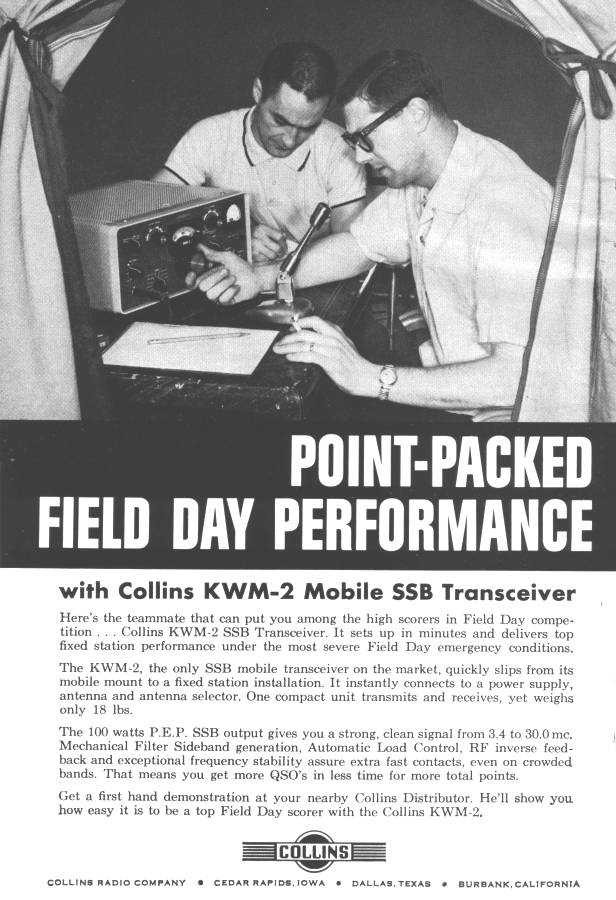 POINT-PACKED
FIELD DAY PERFORMANCE
with Collins KWM-2 Mobile SSB Transceiver
Here's the teammate that can put you among the high scorers in Field Day compe-
tition . . . Collins KWM-2 SSB Transceiver. It sets up in minutes and delivers top
fixed station performance under the most severe Field Day emergency conditions.
The KWM-2, the only SSB mobile transceiver on the market, quickly slips from its
mobile mount to a fixed station installation. It instantly connects to a power supply,
antenna and antenna selector. One compact unit transmits and receives, yet weighs
only 18 lbs.
The 100 watts P.E.P. SSB output gives you a strong, clean signal from 3.4 to 30.0 mc.
Mechanical Filter Sideband generation, Automatic Load Control, RF inverse feed-
back and exceptional frequency stability assure extra fast contacts, even on crowded
bands. That means you get more QSO's in less time for more total points.
Get a first hand demonstration at your nearby Collins Distributor. He'll show you
how easy it is to be a top Field Day scorer with the Collins KWM-2.
COLLINS
COLLINS RADIO COMPANY • CEDAR RAPIDS, IOWA • DALLAS, TEXAS • BURBANK, CALIFORNIA